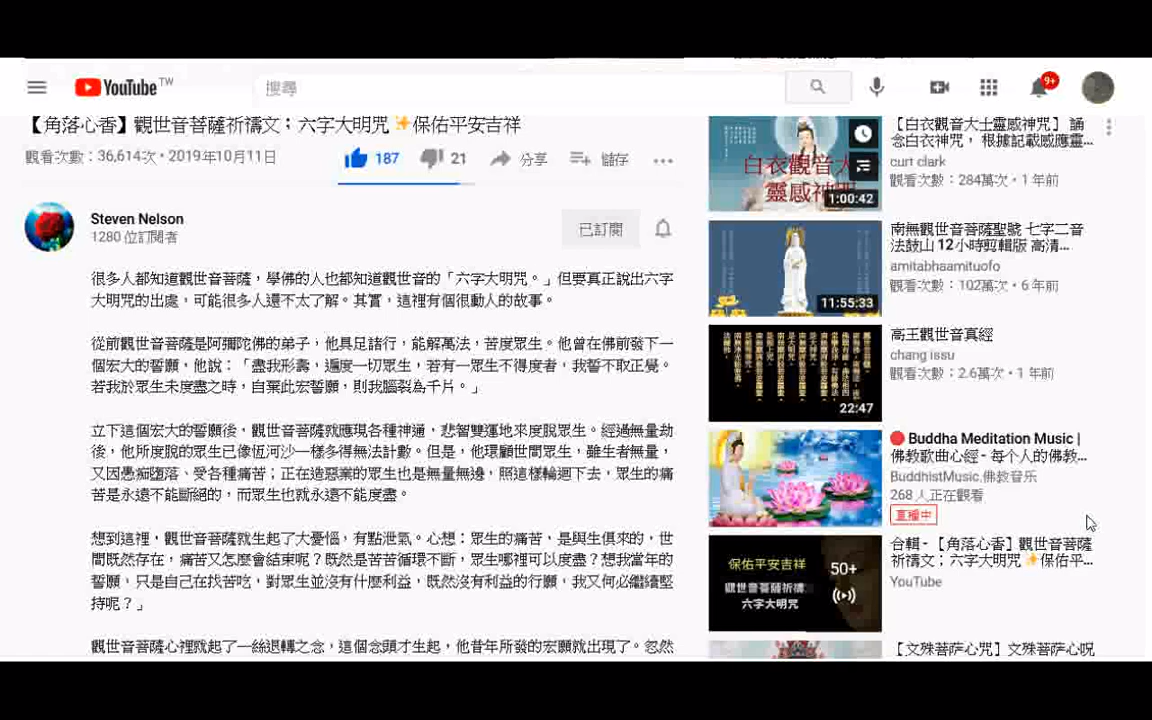 YouTube TW
搜尋
9+
【角落心香】觀世音菩薩祈禱文；六字大明咒 ✨保佑平安吉祥
觀看次數：36,614次 • 2019年10月11日
187
21
分享
儲存
Steven Nelson
1280 位訂閱者
已訂閱
很多人都知道觀世音菩薩，學佛的人也都知道觀世音的「六字大明咒。」但要真正說出六字
大明咒的出處，可能很多人還不太了解。其實，這裡有個很動人的故事。
從前觀世音菩薩是阿彌陀佛的弟子，他具足諸行，能解萬法，苦度眾生。他曾在佛前發下一
個宏大的誓願，他說：「盡我形壽，遍度一切眾生，若有一眾生不得度者，我誓不取正覺。
若我於眾生未度盡之時，自棄此宏誓願，則我腦裂為千片。」
立下這個宏大的誓願後，觀世音菩薩就應現各種神通，悲智雙運地來度脫眾生。經過無量劫
後，他所度脫的眾生已像恆河沙一樣多得無法計數。但是，他環顧世間眾生，雖生者無量，
又因愚痴墮落、受各種痛苦；正在造惡業的眾生也是無量無邊，照這樣輪迴下去，眾生的痛
苦是永遠不能斷絕的，而眾生也就永遠不能度盡。
想到這裡，觀世音菩薩就生起了大憂惱，有點泄氣。心想：眾生的痛苦，是與生俱來的，世
間既然存在，痛苦又怎麼會結束呢？既然是苦苦循環不斷，眾生哪裡可以度盡？想我當年的
誓願，只是自己在找苦吃，對眾生並沒有什麼利益，既然沒有利益的行願，我又何必繼續堅
持呢？」
觀世音菩薩心裡就起了一絲退轉之念，這個念頭才生起，他昔年所發的宏願就出現了。忽然
白衣觀音大
靈感神咒
1:00:42
【白衣觀音大士靈感神咒】 誦
念白衣神咒， 根據記載感應靈...
curt clark
觀看次數：284萬次 • 1 年前
11:55:33
南無觀世音菩薩聖號 七字二音
法鼓山 12小時剪輯版 高清...
amitabhaamituofo
觀看次數：102萬次 • 6 年前
22:47
高王觀世音真經
chang issu
觀看次數：2.6萬次 • 1 年前
Buddha Meditation Music |
佛教歌曲心經 - 每个人的佛教...
BuddhistMusic.佛教音乐
268 人正在觀看
直播中
保佑平安吉祥
觀世音菩薩祈禱
六字大明咒
50+
合輯 - 【角落心香】觀世音菩薩
祈禱文；六字大明咒 ✨保佑平...
YouTube
【文殊菩萨心咒】文殊菩萨心呪